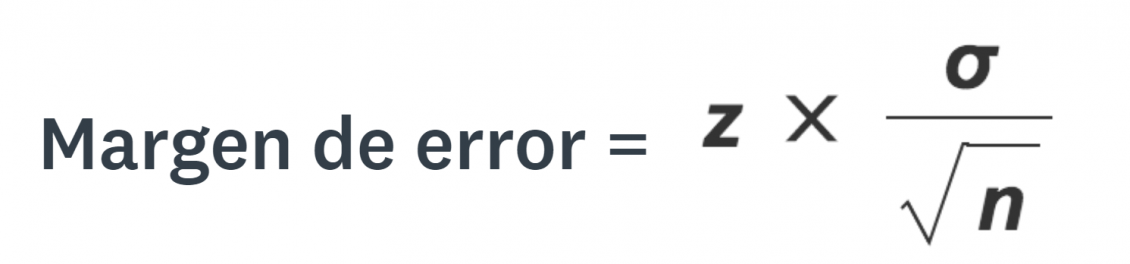 Margen de error = z × σ / √n